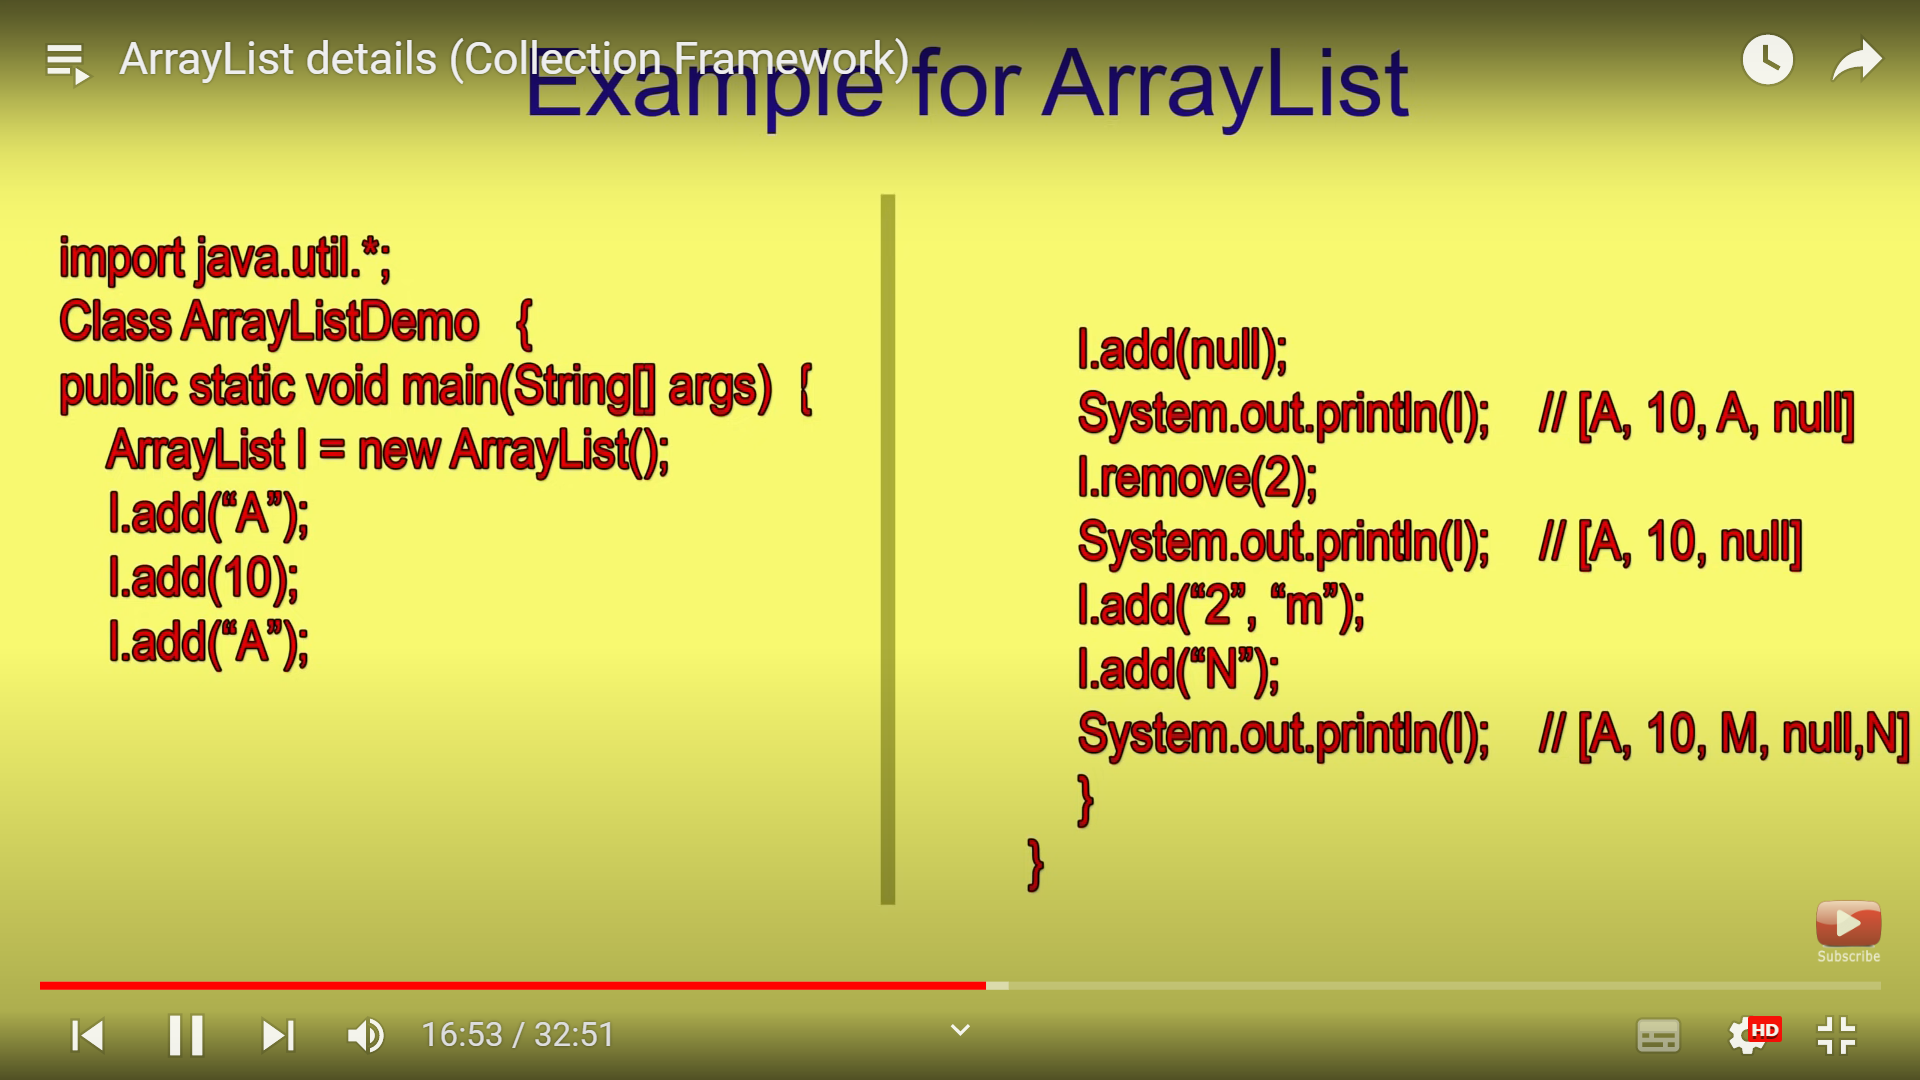 ArrayList details (Collection Framework)
Example for ArrayList
import java.util.*;
Class ArrayListDemo {
public static void main(String[] args) {
ArrayList l = new ArrayList();
l.add(“A”);
l.add(10);
l.add(“A”);
l.add(null);
System.out.println(l); // [A, 10, A, null]
l.remove(2);
System.out.println(l); // [A, 10, null]
l.add(“2”, “m”);
l.add(“N”);
System.out.println(l); // [A, 10, M, null,N]
}
}
Subscribe
16:53 / 32:51
HD